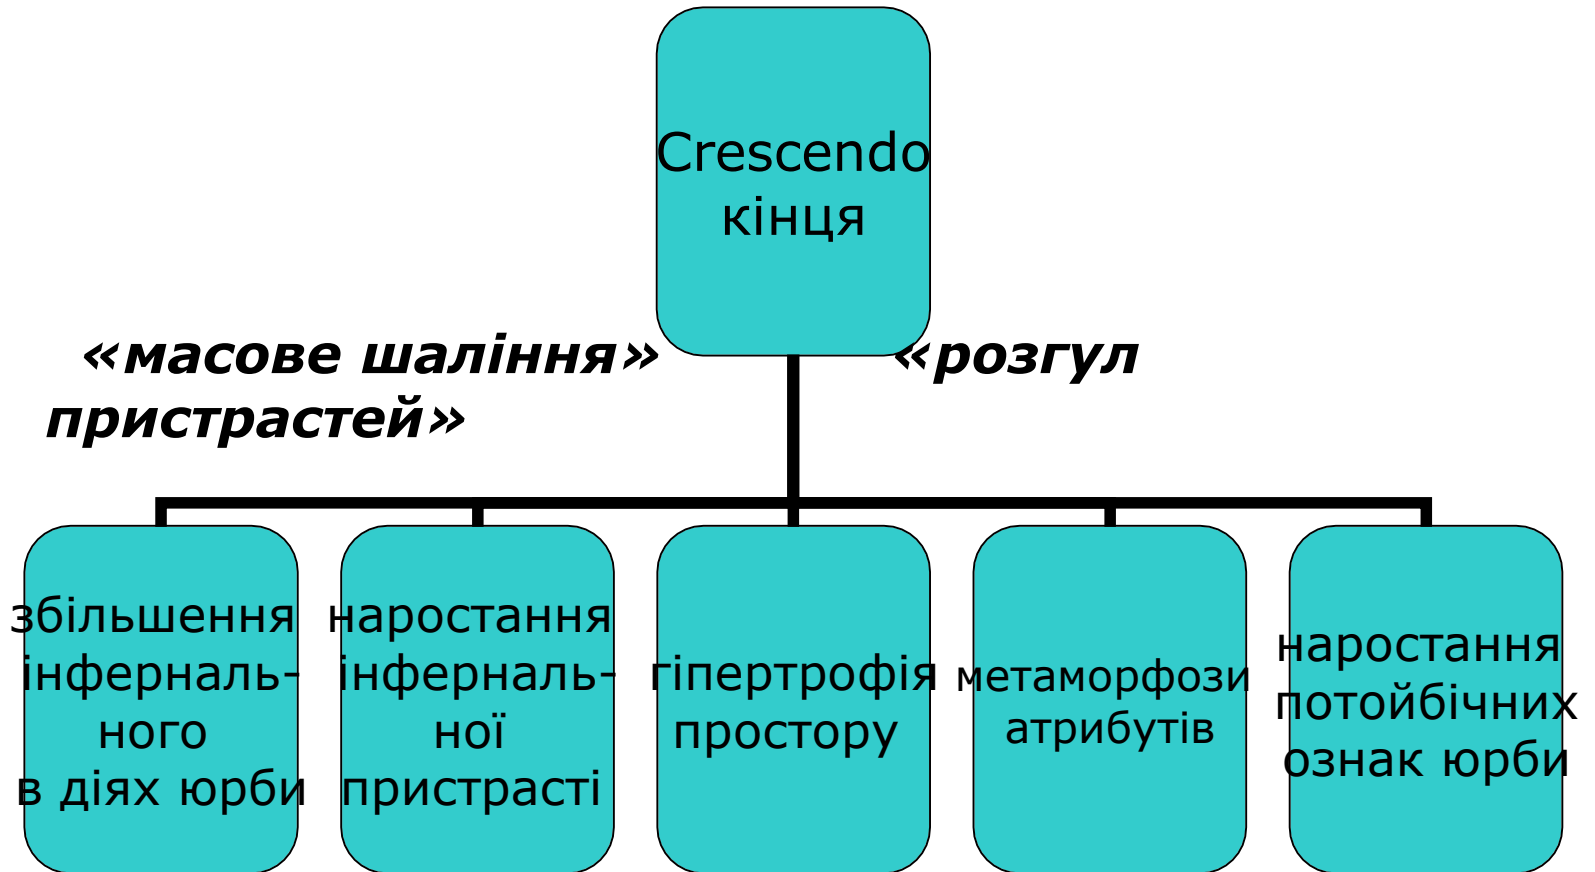 Crescendo
кінця
«масове шаління» «розгул
пристрастей»
збільшення
інферналь-
ного
в діях юрби
наростання
інферналь-
ної
пристрасті
гіпертрофія
простору
метаморфози
атрибутів
наростання
потойбічних
ознак юрби